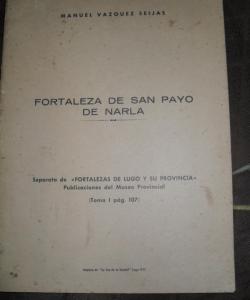 MANUEL VAZQUEZ SEIJAS
FORTALEZA DE SAN PAYO
DE NARLA
Separata de «FORTALEZAS DE LUGO Y SU PROVINCIA»
Publicaciones del Museo Provincial
(Tomo I pág. 107)